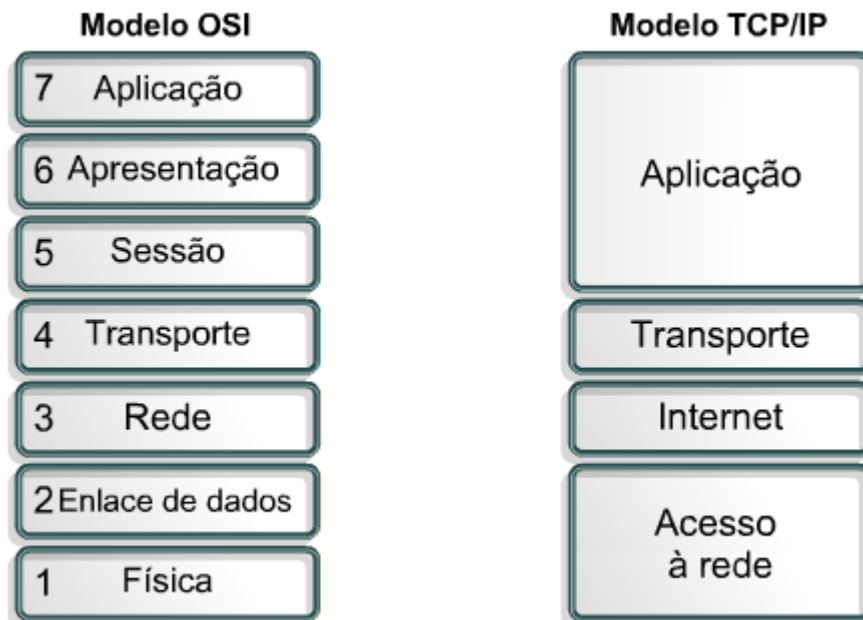 Modelo OSI
7 Aplicação
6 Apresentação
5 Sessão
4 Transporte
3 Rede
2 Enlace de dados
1 Física
Modelo TCP/IP
Aplicação
Transporte
Internet
Acesso
à rede